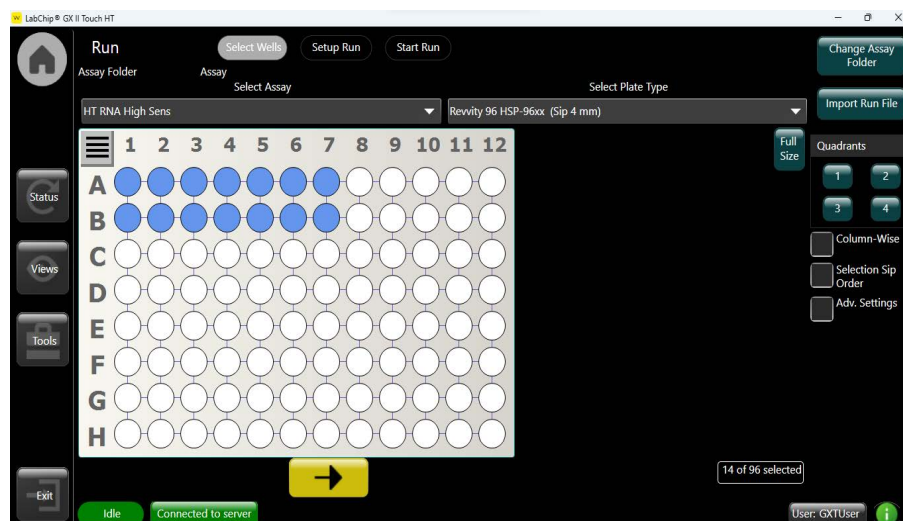 LabChip® GX II Touch HT
Run
Select Wells
Setup Run
Start Run
Change Assay
Folder
Assay Folder
Assay
Select Assay
Select Plate Type
HT RNA High Sens
Revvity 96 HSP-96xx (Sip 4 mm)
Import Run File
1 2 3 4 5 6 7 8 9 10 11 12
Full
Size
Quadrants
1 2
3 4
A
B
C
D
E
F
G
H
Status
Views
Tools
Exit
Column-Wise
Selection Sip
Order
Adv. Settings
14 of 96 selected
Idle
Connected to server
User: GXTUser
i